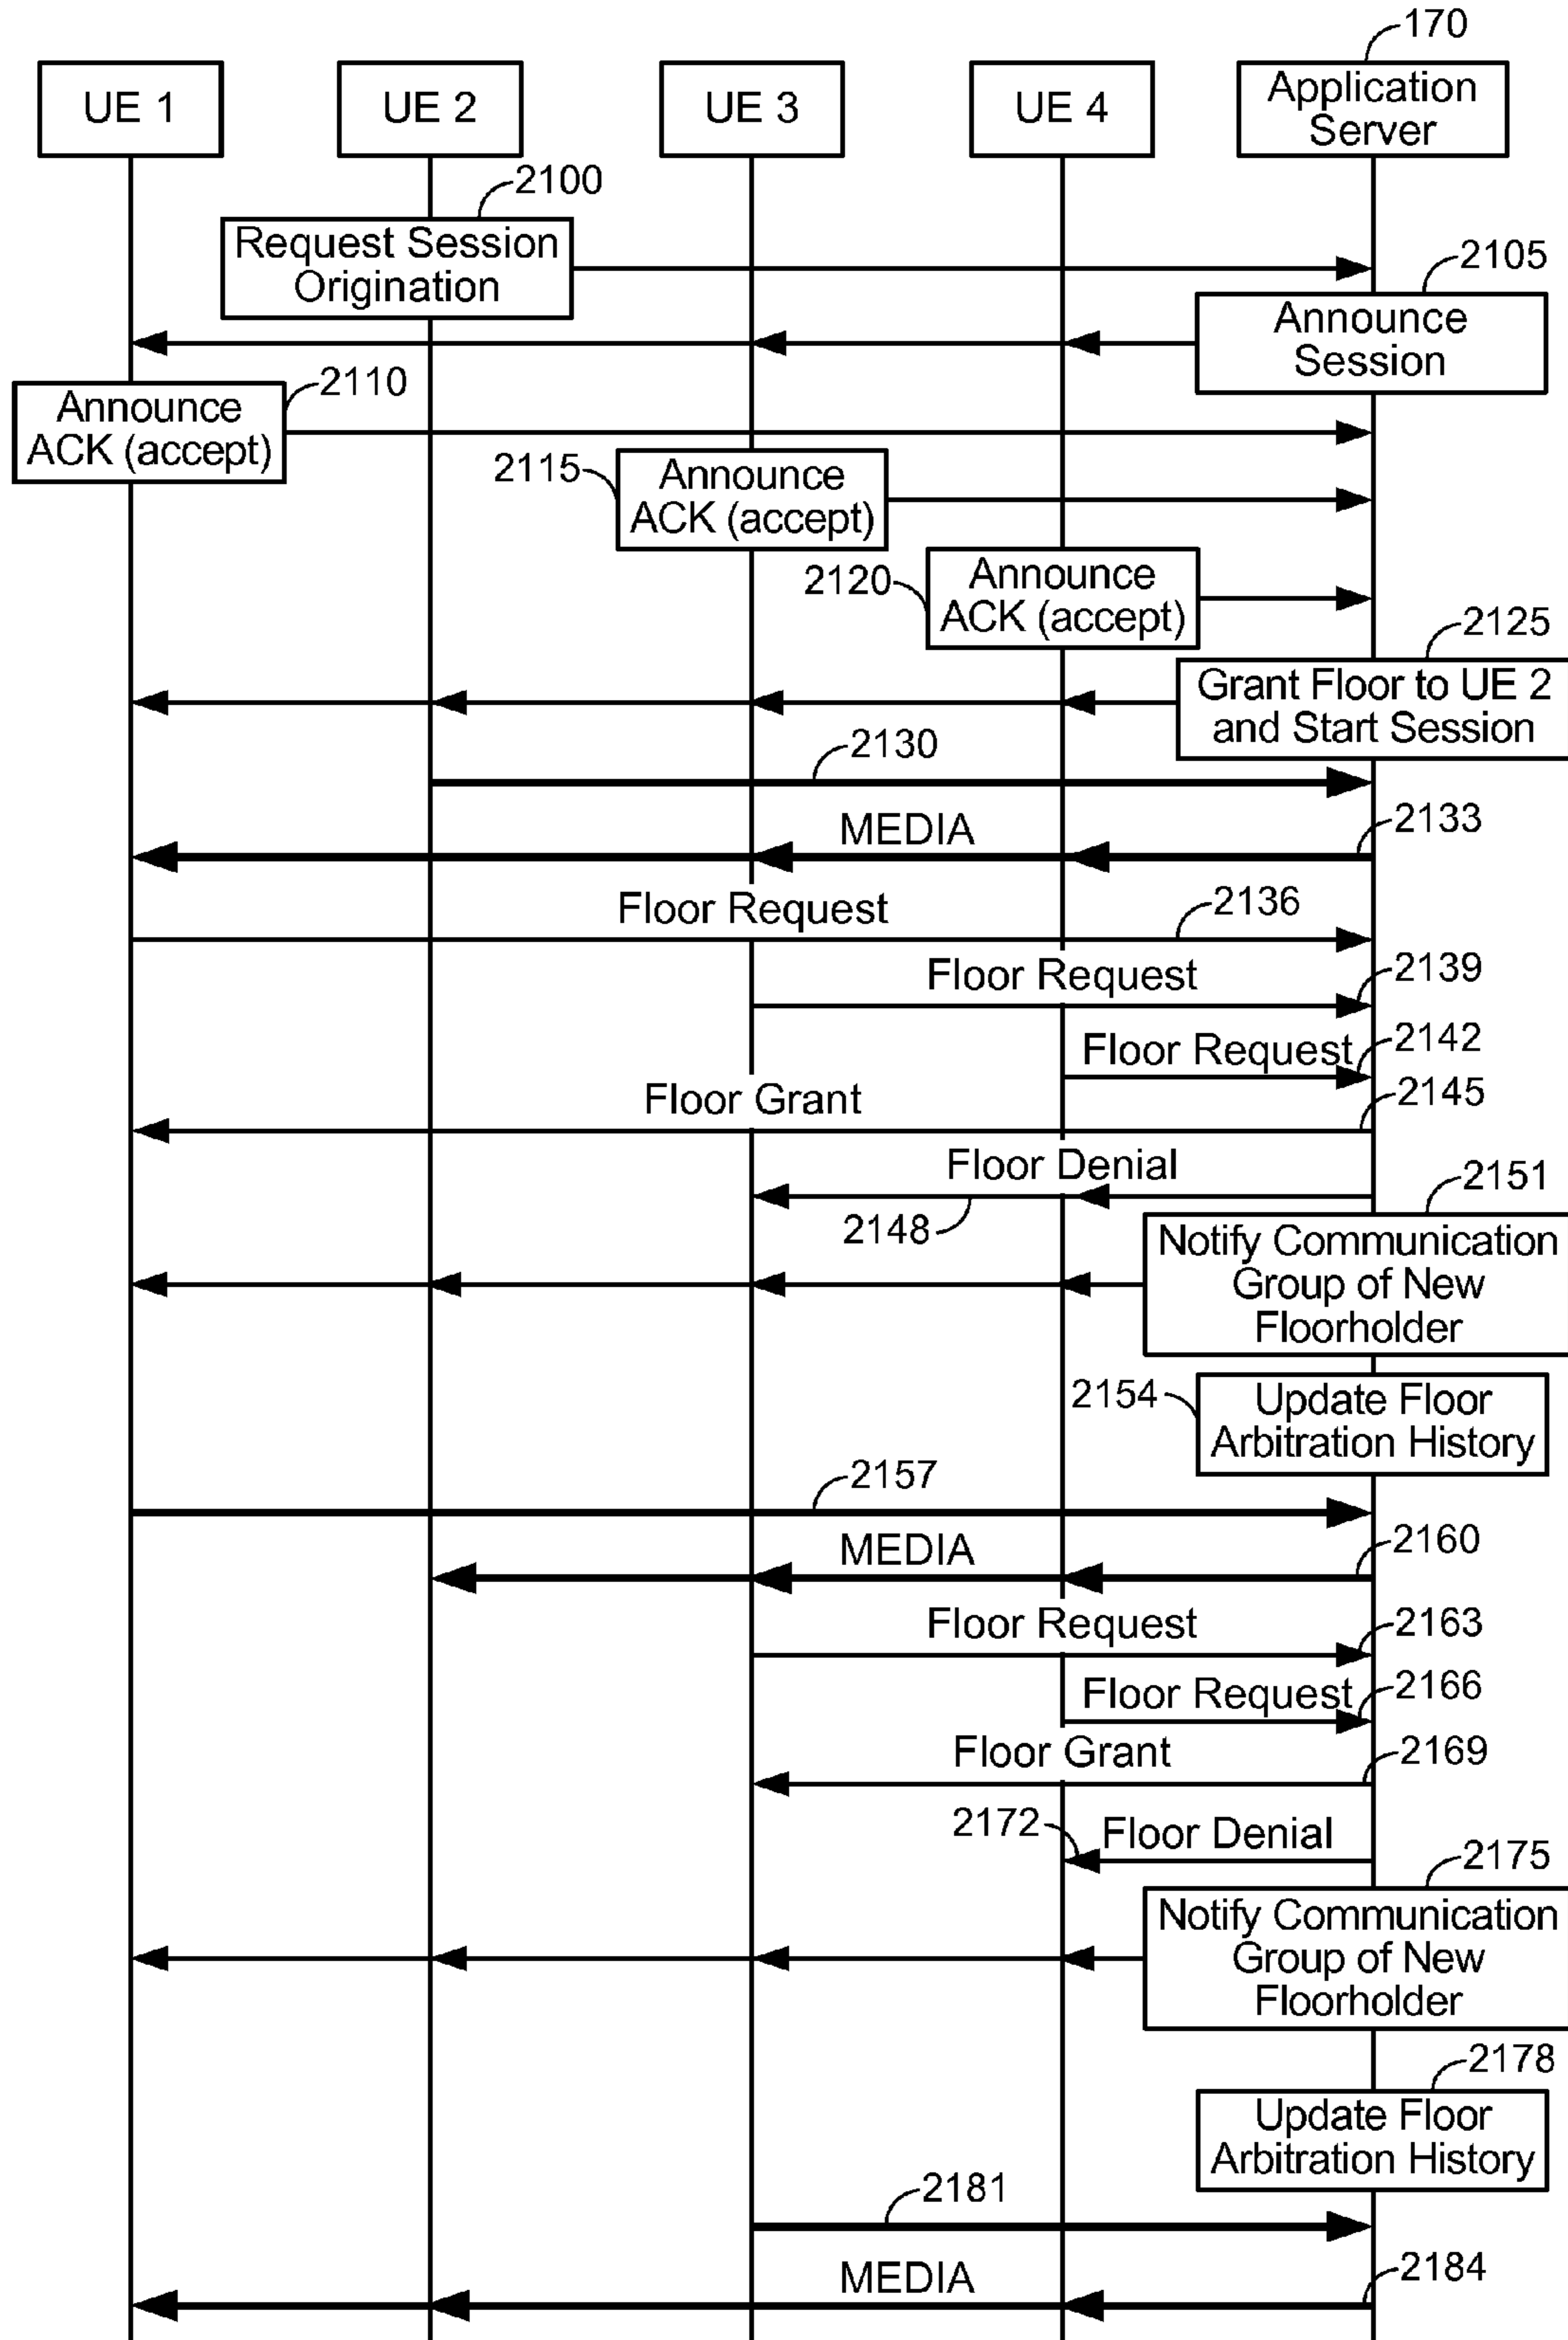 170
UE 1
UE 2
UE 3
UE 4
Application
Server
2100
Request Session
Origination
2105
Announce
Session
2110
Announce
ACK (accept)
2115
Announce
ACK (accept)
2120
Announce
ACK (accept)
2125
Grant Floor to UE 2
and Start Session
2130
MEDIA
2133
Floor Request
2136
Floor Request
2139
Floor Request
2142
Floor Grant
2145
Floor Denial
2148
2151
Notify Communication
Group of New
Floorholder
2154
Update Floor
Arbitration History
2157
MEDIA
2160
Floor Request
2163
Floor Request
2166
Floor Grant
2169
2172
Floor Denial
2175
Notify Communication
Group of New
Floorholder
2178
Update Floor
Arbitration History
2181
MEDIA
2184